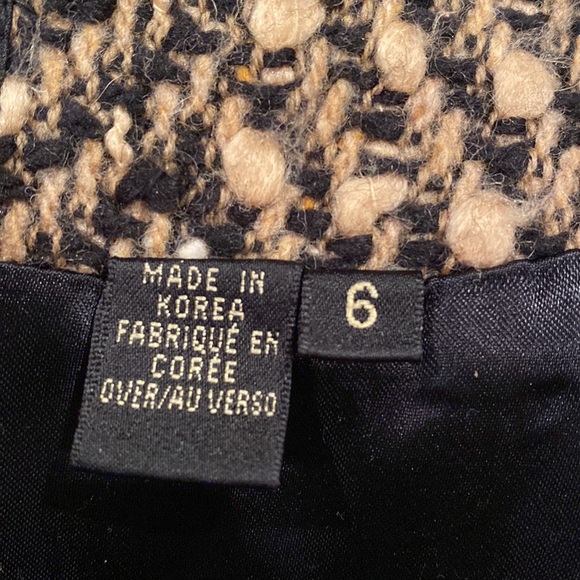 MADE IN
KOREA
FABRIQUÉ EN
CORÉE
OVER/AU VERSO
6